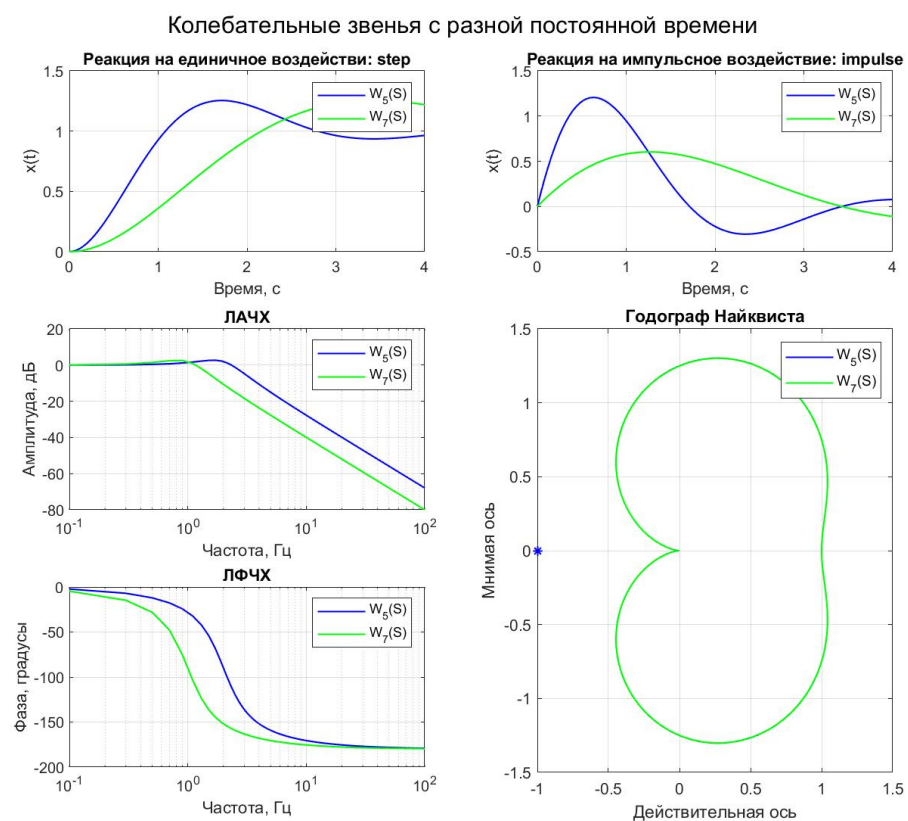 Колебательные звенья с разной постоянной времени
Реакция на единичное воздействи: step
1.5
1
0.5
0
x(t)
W5(S)
W7(S)
0 1 2 3 4
Время, с
Реакция на импульсное воздействие: impulse
1.5
1
0.5
0
-0.5
x(t)
W5(S)
W7(S)
0 1 2 3 4
Время, с
ЛАЧХ
20
0
-20
-40
-60
-80
Амплитуда, дБ
W5(S)
W7(S)
10-1 100 101 102
Частота, Гц
ЛФЧХ
0
-50
-100
-150
-200
Фаза, градусы
W5(S)
W7(S)
10-1 100 101 102
Частота, Гц
Годограф Найквиста
1.5
1
0.5
0
-0.5
-1
-1.5
Мнимая ось
W5(S)
W7(S)
-1 -0.5 0 0.5 1 1.5
Действительная ось